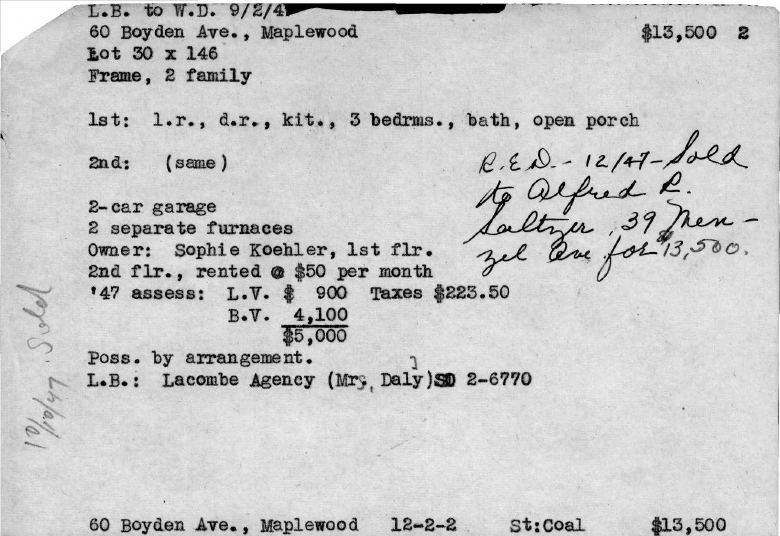 L.B. to W.D. 9/2/4
60 Boyden Ave., Maplewood $13,500 2
Lot 30 x 146
Frame, 2 family
1st: l.r., d.r., kit., 3 bedrms., bath, open porch
2nd: (same)
R.E.D. - 12/47 - Sold
to Alfred R.
Saltzer, 39 Men-
zel Ave for $13,500.
2-car garage
2 separate furnaces
Owner: Sophie Koehler, 1st flr.
2nd flr., rented @ $50 per month
'47 assess: L.V. $ 900 Taxes $223.50
B.V. 4,100
$5,000
Poss. by arrangement.
L.B.: Lacombe Agency (Mrs. Daly) SO 2-6770
Sold
60 Boyden Ave., Maplewood 12-2-2 St:Coal $13,500